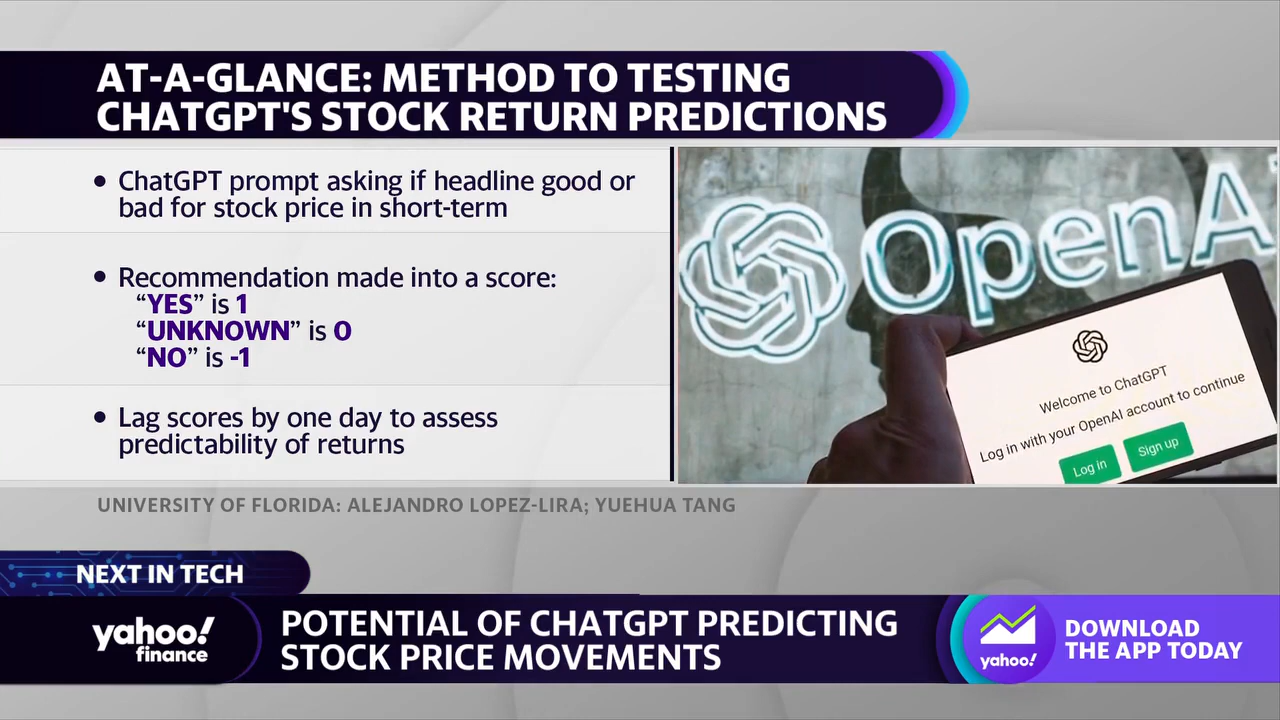 AT-A-GLANCE: METHOD TO TESTING
CHATGPT'S STOCK RETURN PREDICTIONS
• ChatGPT prompt asking if headline good or
bad for stock price in short-term
• Recommendation made into a score:
“YES” is 1
“UNKNOWN” is 0
“NO” is -1
• Lag scores by one day to assess
predictability of returns
OpenA
Welcome to ChatGPT
Log in with your OpenAI account to continue
Log in
Sign up
UNIVERSITY OF FLORIDA: ALEJANDRO LOPEZ-LIRA; YUEHUA TANG
NEXT IN TECH
yahoo!
finance
POTENTIAL OF CHATGPT PREDICTING
STOCK PRICE MOVEMENTS
yahoo!
DOWNLOAD
THE APP TODAY